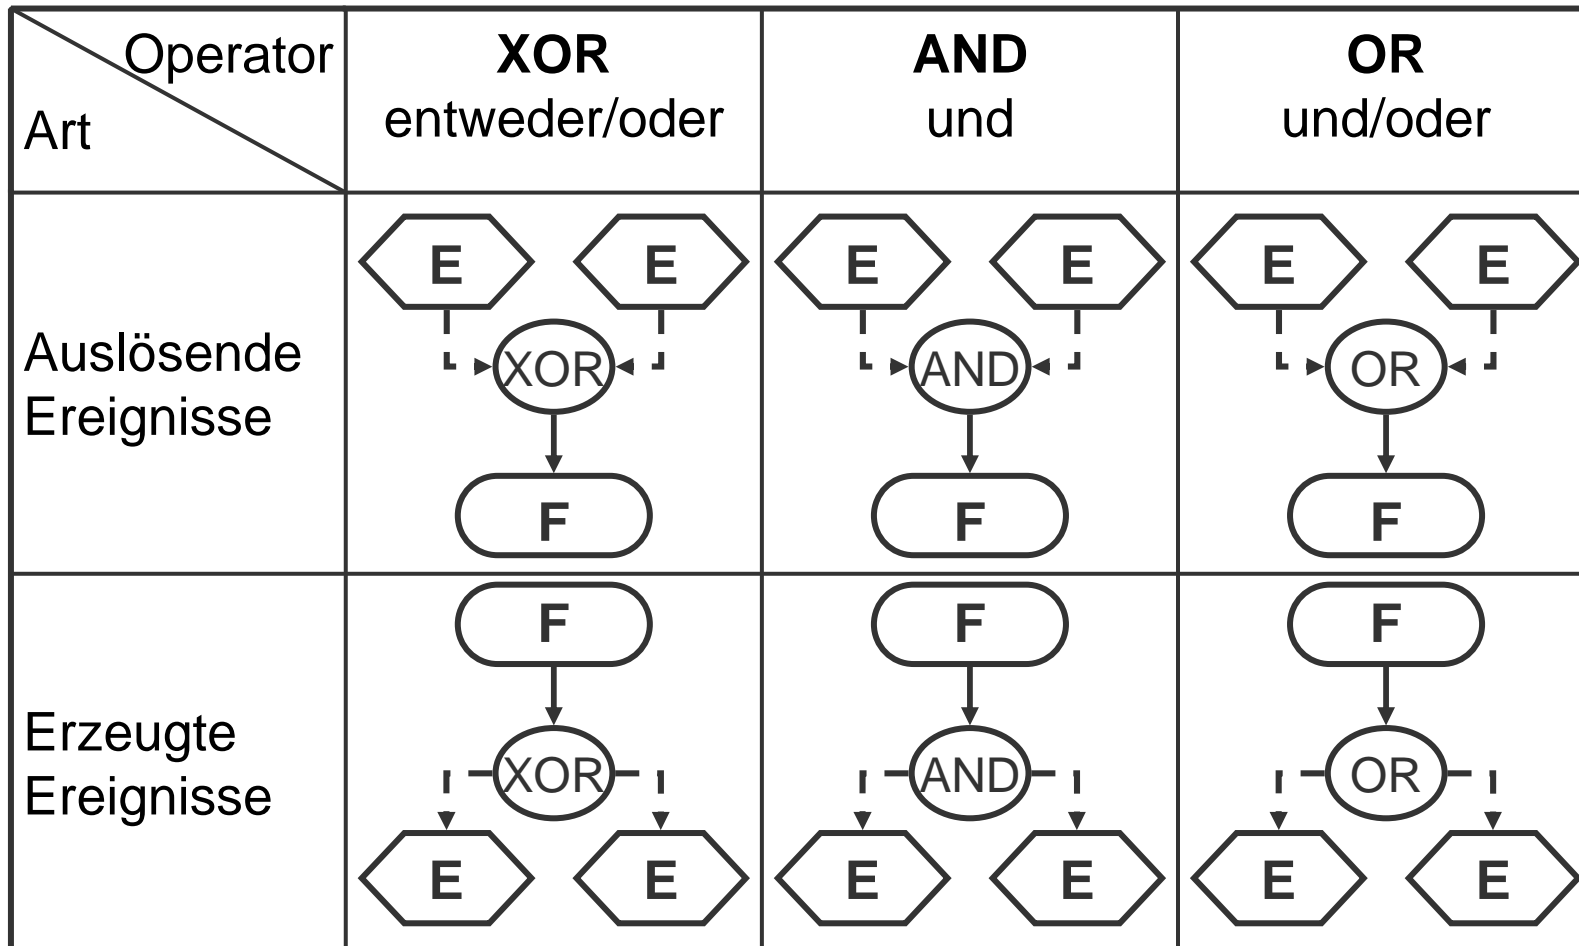 Operator
Art
XOR
entweder/oder
AND
und
OR
und/oder
Auslösende
Ereignisse
E E
XOR
F
E E
AND
F
E E
OR
F
Erzeugte
Ereignisse
F
XOR
E E
F
AND
E E
F
OR
E E